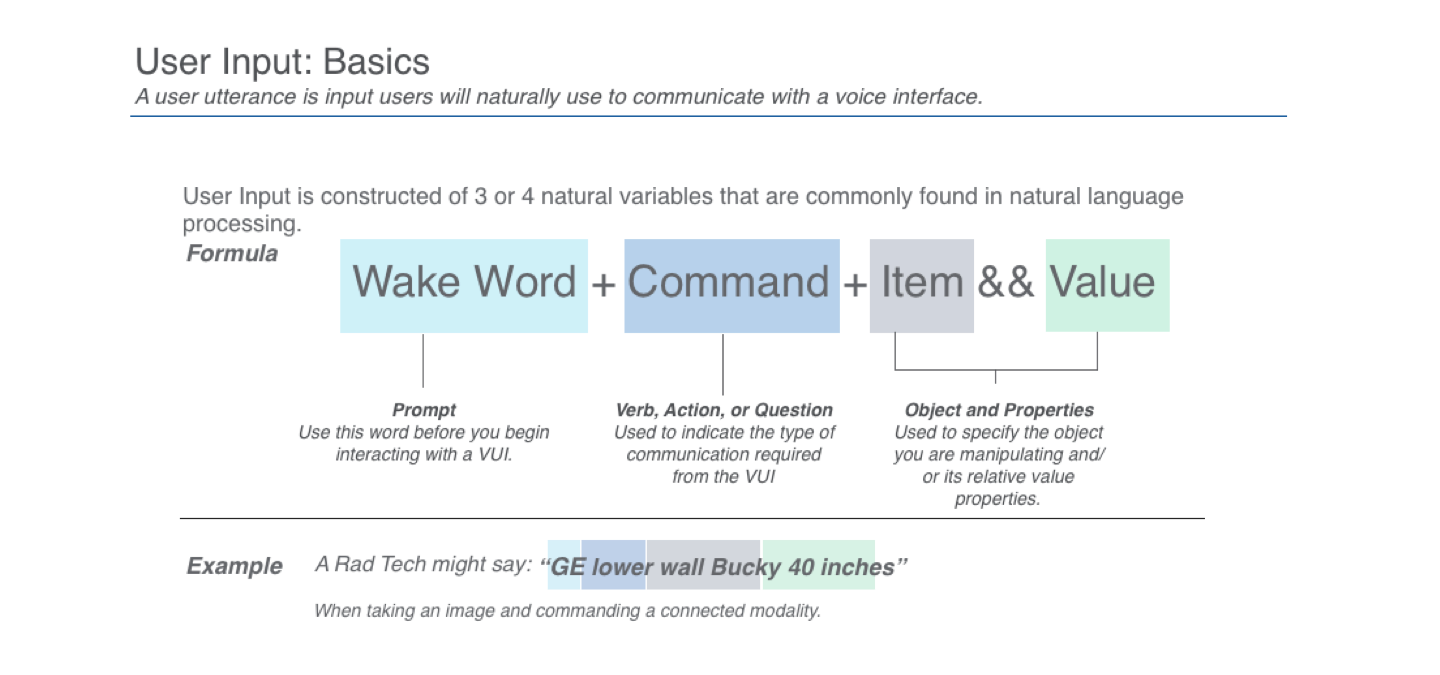 User Input: Basics
A user utterance is input users will naturally use to communicate with a voice interface.
User Input is constructed of 3 or 4 natural variables that are commonly found in natural language
processing.
Formula
Wake Word + Command + Item && Value
Prompt
Use this word before you begin
interacting with a VUI.
Verb, Action, or Question
Used to indicate the type of
communication required
from the VUI
Object and Properties
Used to specify the object
you are manipulating and/
or its relative value
properties.
Example
A Rad Tech might say: “GE lower wall Bucky 40 inches”
When taking an image and commanding a connected modality.